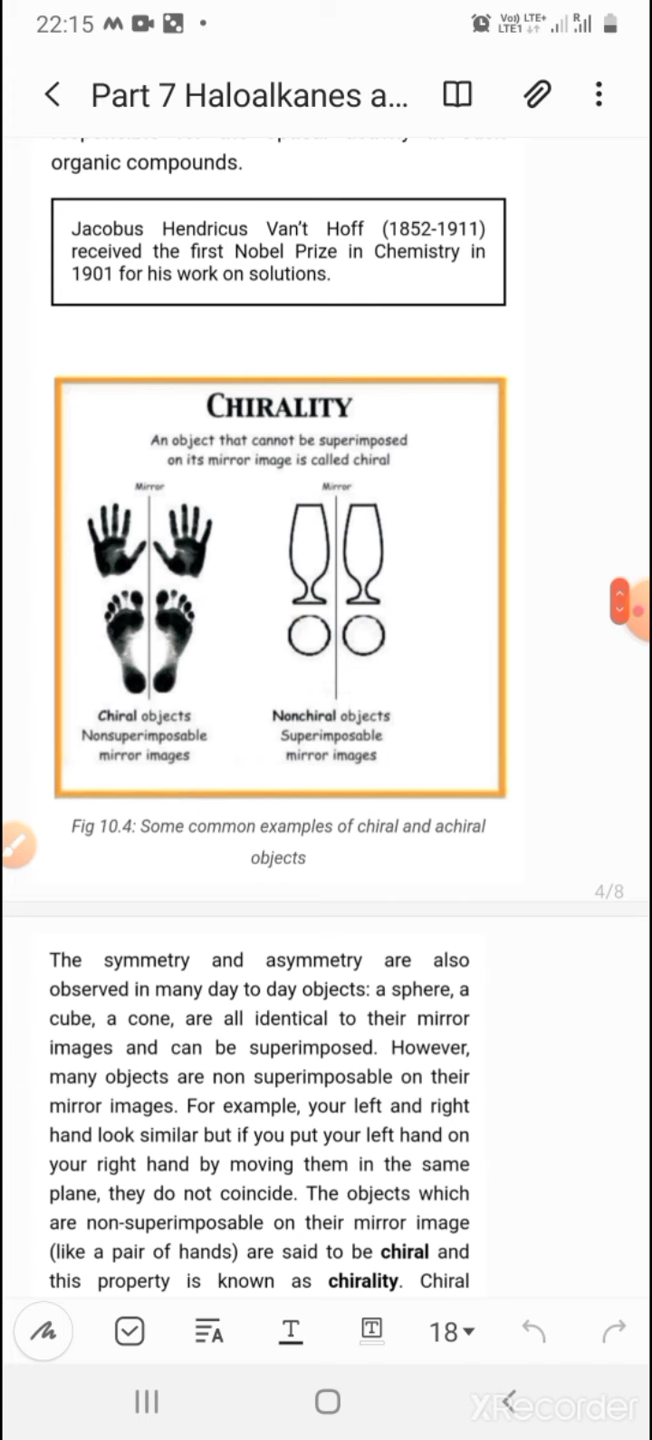 22:15
Vo)) LTE+
LTE1
R
Part 7 Haloalkanes a...
organic compounds.
Jacobus Hendricus Van't Hoff (1852-1911)
received the first Nobel Prize in Chemistry in
1901 for his work on solutions.
CHIRALITY
An object that cannot be superimposed
on its mirror image is called chiral
Mirror Mirror
Chiral objects Nonchiral objects
Nonsuperimposable Superimposable
mirror images mirror images
Fig 10.4: Some common examples of chiral and achiral
objects
4/8
The symmetry and asymmetry are also
observed in many day to day objects: a sphere, a
cube, a cone, are all identical to their mirror
images and can be superimposed. However,
many objects are non superimposable on their
mirror images. For example, your left and right
hand look similar but if you put your left hand on
your right hand by moving them in the same
plane, they do not coincide. The objects which
are non-superimposable on their mirror image
(like a pair of hands) are said to be chiral and
this property is known as chirality. Chiral
18
XRecorder